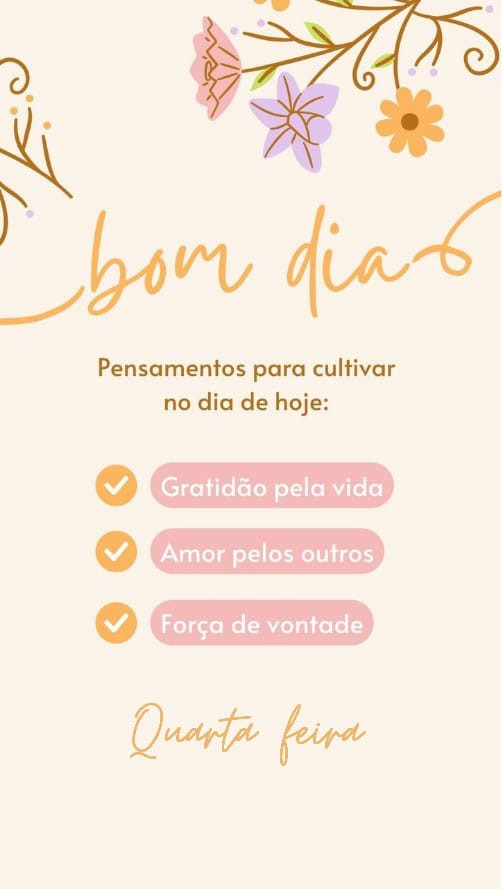 bom dia
Pensamentos para cultivar
no dia de hoje:
Gratidão pela vida
Amor pelos outros
Força de vontade
Quarta feira